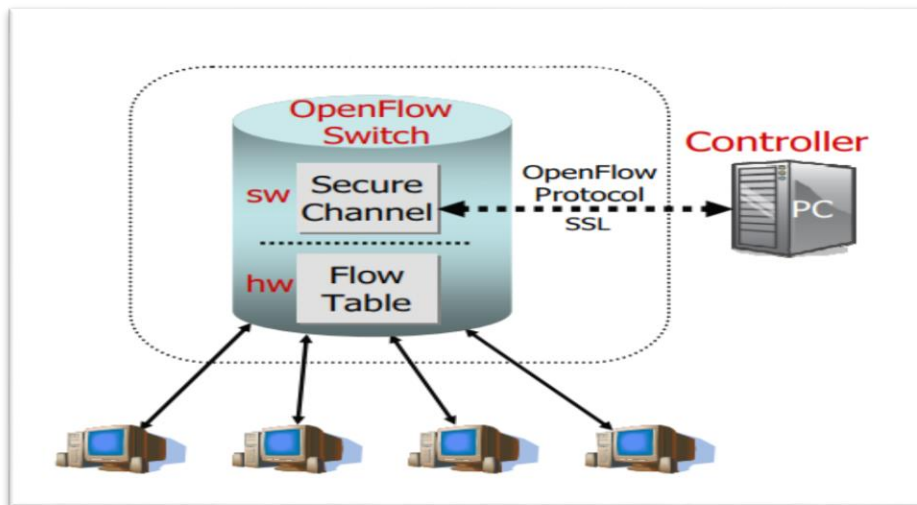 OpenFlow
Switch
sw
Secure
Channel
hw
Flow
Table
OpenFlow
Protocol
SSL
Controller
PC